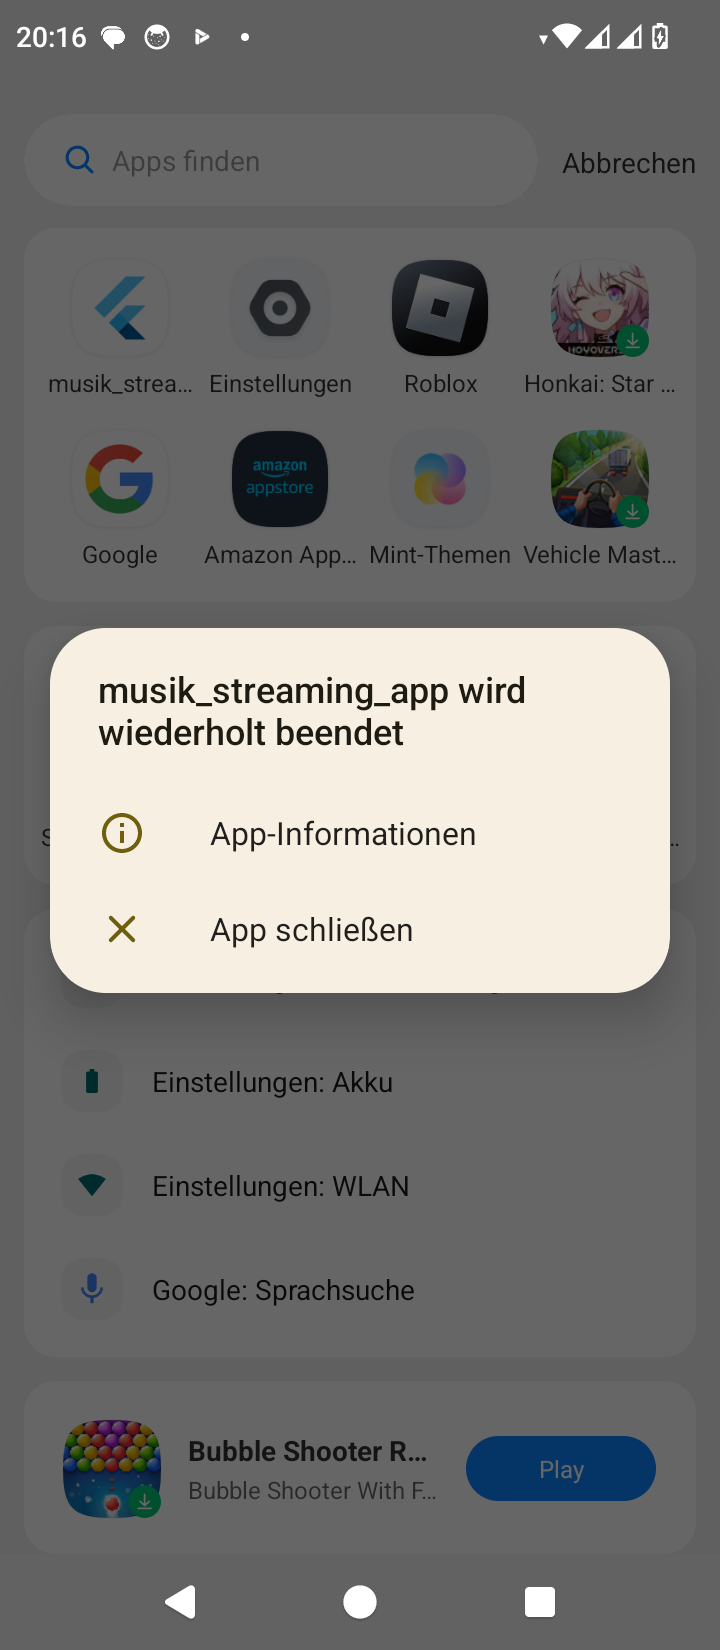 20:16
Apps finden
Abbrechen
musik_strea...
Einstellungen
Roblox
Honkai: Star ...
HOYOVER
amazon
appstore
Google
Amazon App...
Mint-Themen
Vehicle Mast...
musik_streaming_app wird
wiederholt beendet
App-Informationen
App schließen
Einstellungen: Akku
Einstellungen: WLAN
Google: Sprachsuche
Bubble Shooter R...
Bubble Shooter With F...
Play